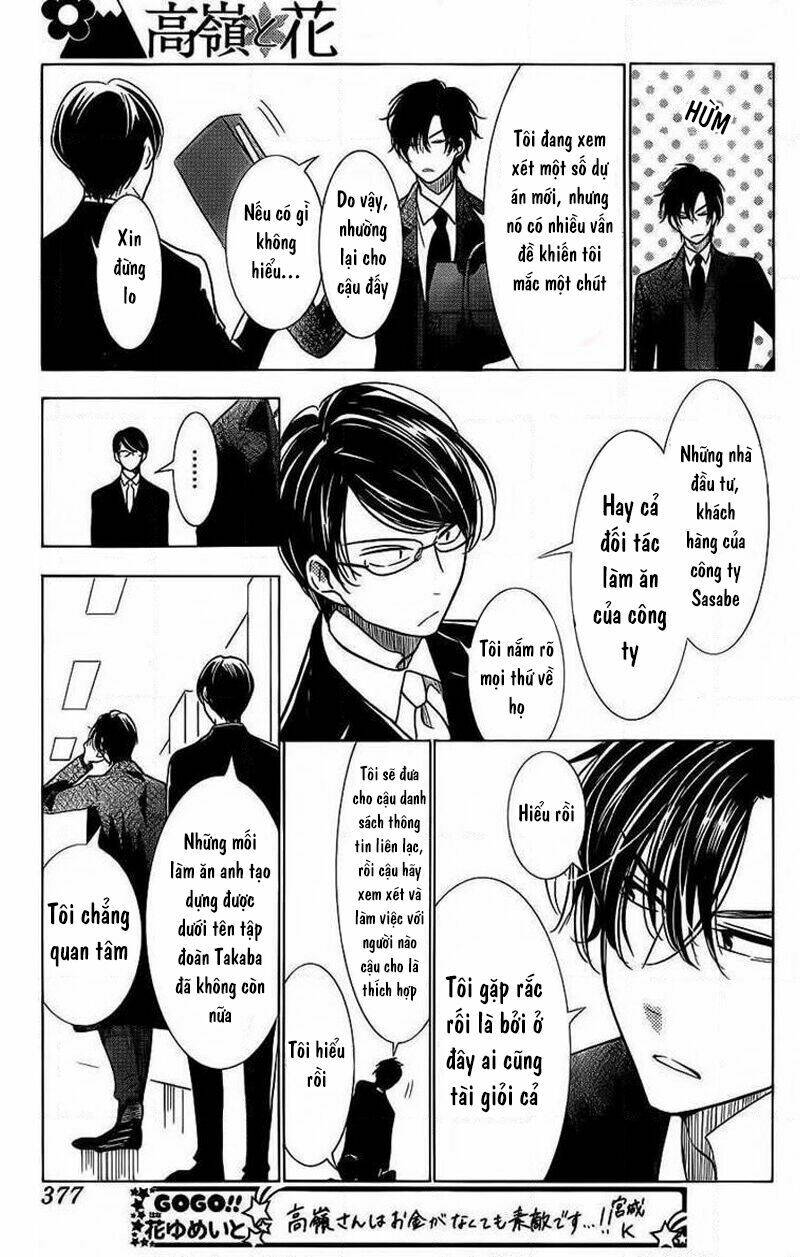 高嶺と花
HỪM
Tôi đang xem
xét một số dự
án mới, nhưng
nó có nhiều vấn
đề khiến tôi
mắc một chút
Do vậy,
nhường
lại cho
cậu đấy
Nếu có gì
không
hiểu...
Xin
đừng
lo
Những nhà
đầu tư,
khách
hàng của
công ty
Sasabe
Hay cả
đối tác
làm ăn
của công
ty
Tôi nắm rõ
mọi thứ về
họ
......
Hiểu rồi
Tôi gặp rắc
rối là bởi ở
đây ai cũng
tài giỏi cả
Tôi sẽ đưa
cho cậu danh
sách thông
tin liên lạc,
rồi cậu hãy
xem xét và
làm việc với
người nào
cậu cho là
thích hợp
Tôi hiểu
rồi
Những mối
làm ăn anh tạo
dựng được
dưới tên tập
đoàn Takaba
đã không còn
nữa
Tôi chẳng
quan tâm
377
GOGO!!
花ゆめいと
高嶺さんはお金がなくても素敵です…!!
宮城
K